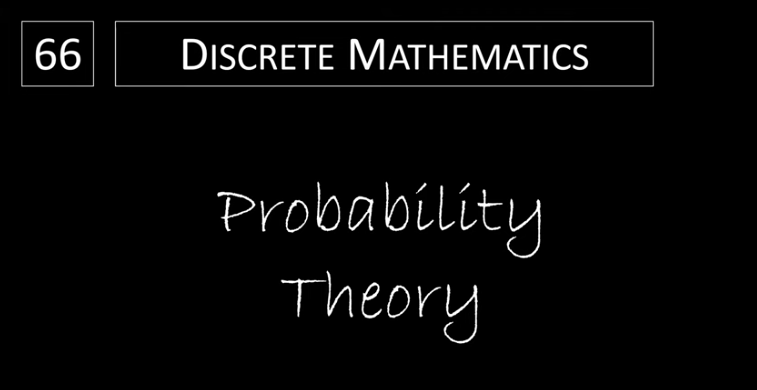 66
DISCRETE MATHEMATICS
Probability
Theory